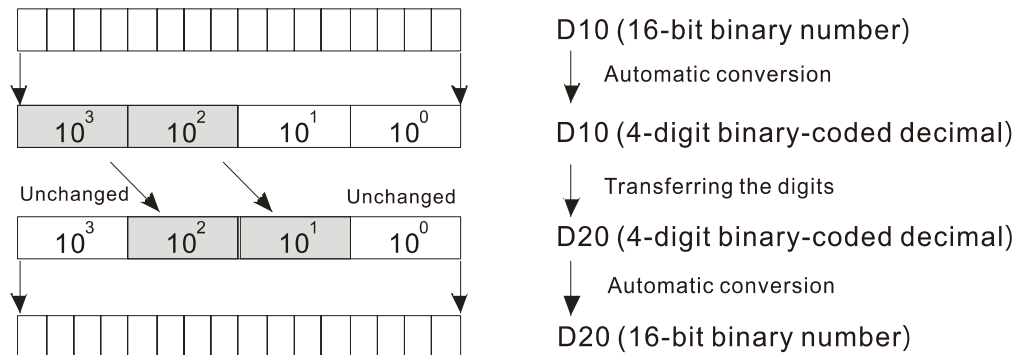 D10 (16-bit binary number)
Automatic conversion
10³ 10² 10¹ 10⁰
D10 (4-digit binary-coded decimal)
Transferring the digits
Unchanged
Unchanged
10³ 10² 10¹ 10⁰
D20 (4-digit binary-coded decimal)
Automatic conversion
D20 (16-bit binary number)